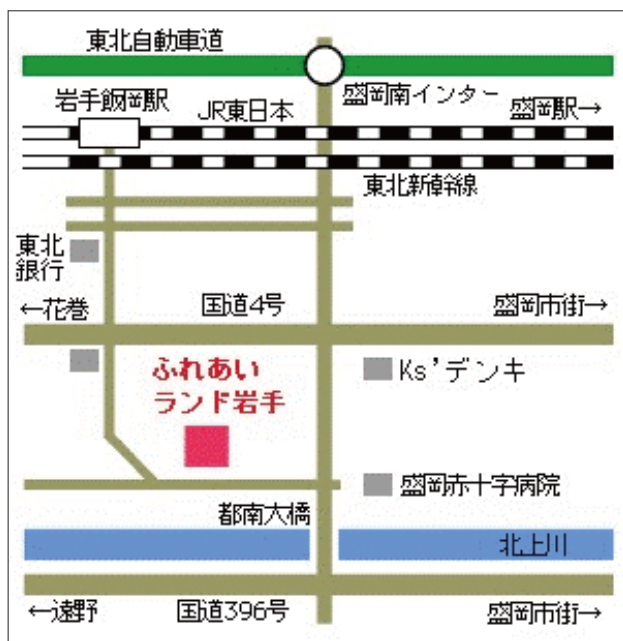 東北自動車道
岩手飯岡駅
JR東日本
盛岡南インター
盛岡駅→
東北新幹線
東北
銀行
←花巻
国道4号
盛岡市街→
ふれあい
ランド岩手
Ks’デンキ
盛岡赤十字病院
都南大橋
北上川
←遠野
国道396号
盛岡市街→